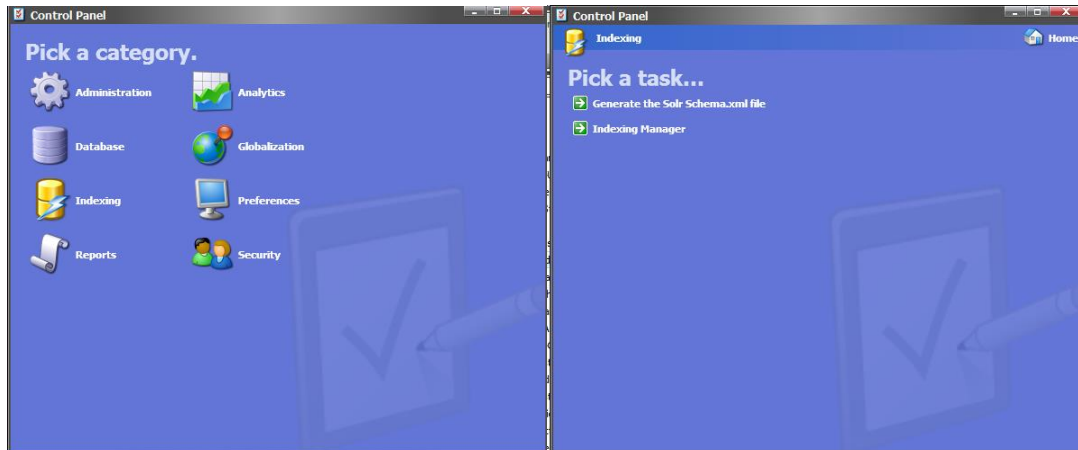 Control Panel
Pick a category.
Administration
Analytics
Database
Globalization
Indexing
Preferences
Reports
Security
Control Panel
Indexing
Home
Pick a task...
Generate the Solr Schema.xml file
Indexing Manager